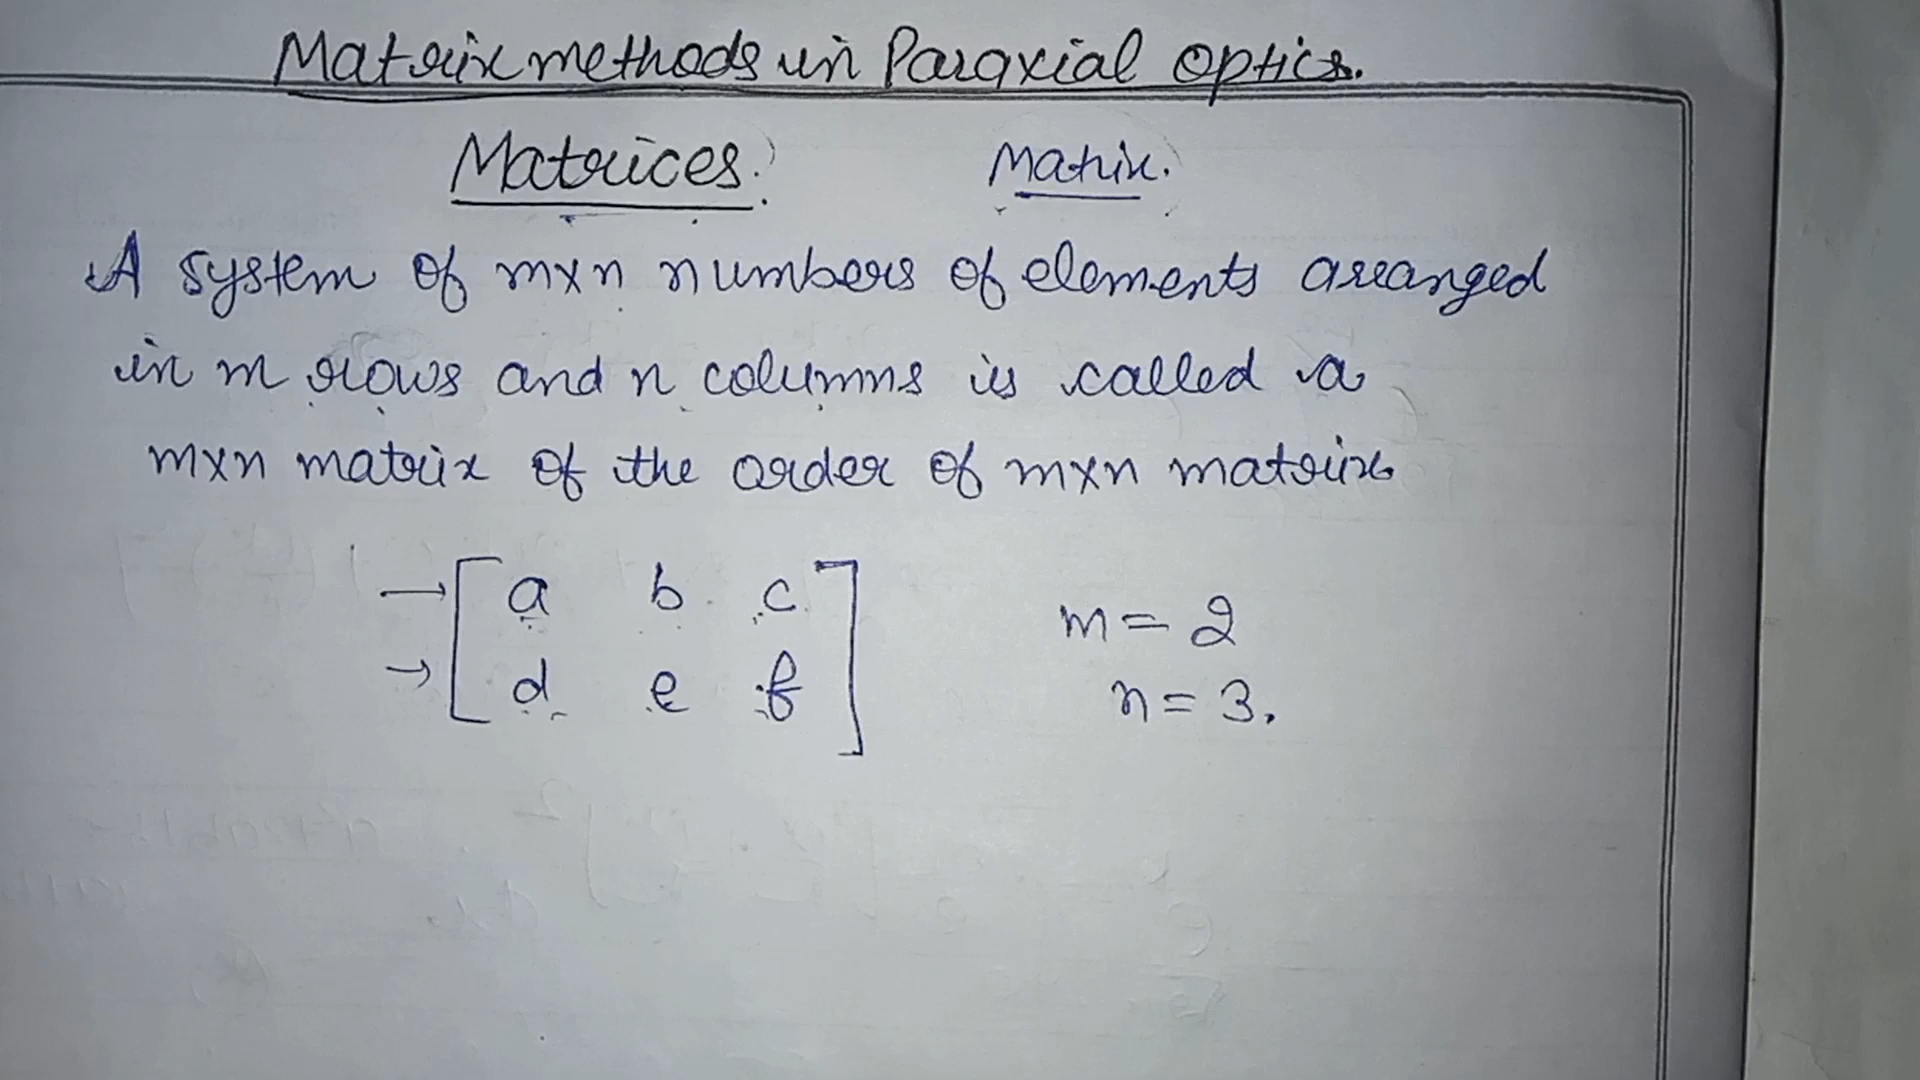 Matrix methods in Paraxial optics.
Matrices: Matrix.
A system of m×n numbers of elements arranged
in m rows and n columns is called a
m×n matrix of the order of m×n matrix
→ [ a b c
→ d e f ]
m = 2
n = 3.